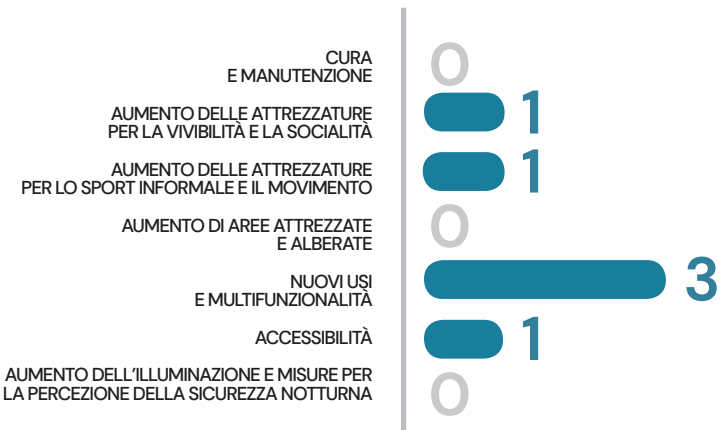 CURA
E MANUTENZIONE
0
AUMENTO DELLE ATTREZZATURE
PER LA VIVIBILITÀ E LA SOCIALITÀ
1
AUMENTO DELLE ATTREZZATURE
PER LO SPORT INFORMALE E IL MOVIMENTO
1
AUMENTO DI AREE ATTREZZATE
E ALBERATE
0
NUOVI USI
E MULTIFUNZIONALITÀ
3
ACCESSIBILITÀ
1
AUMENTO DELL'ILLUMINAZIONE E MISURE PER
LA PERCEZIONE DELLA SICUREZZA NOTTURNA
0